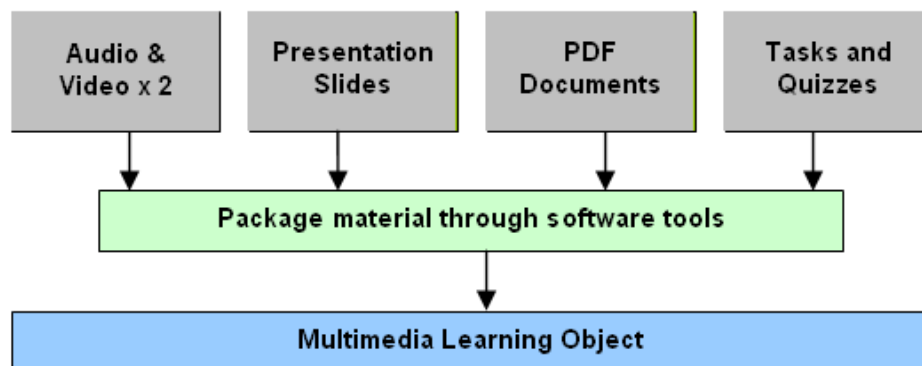 Audio &
Video x 2
Presentation
Slides
PDF
Documents
Tasks and
Quizzes
Package material through software tools
Multimedia Learning Object